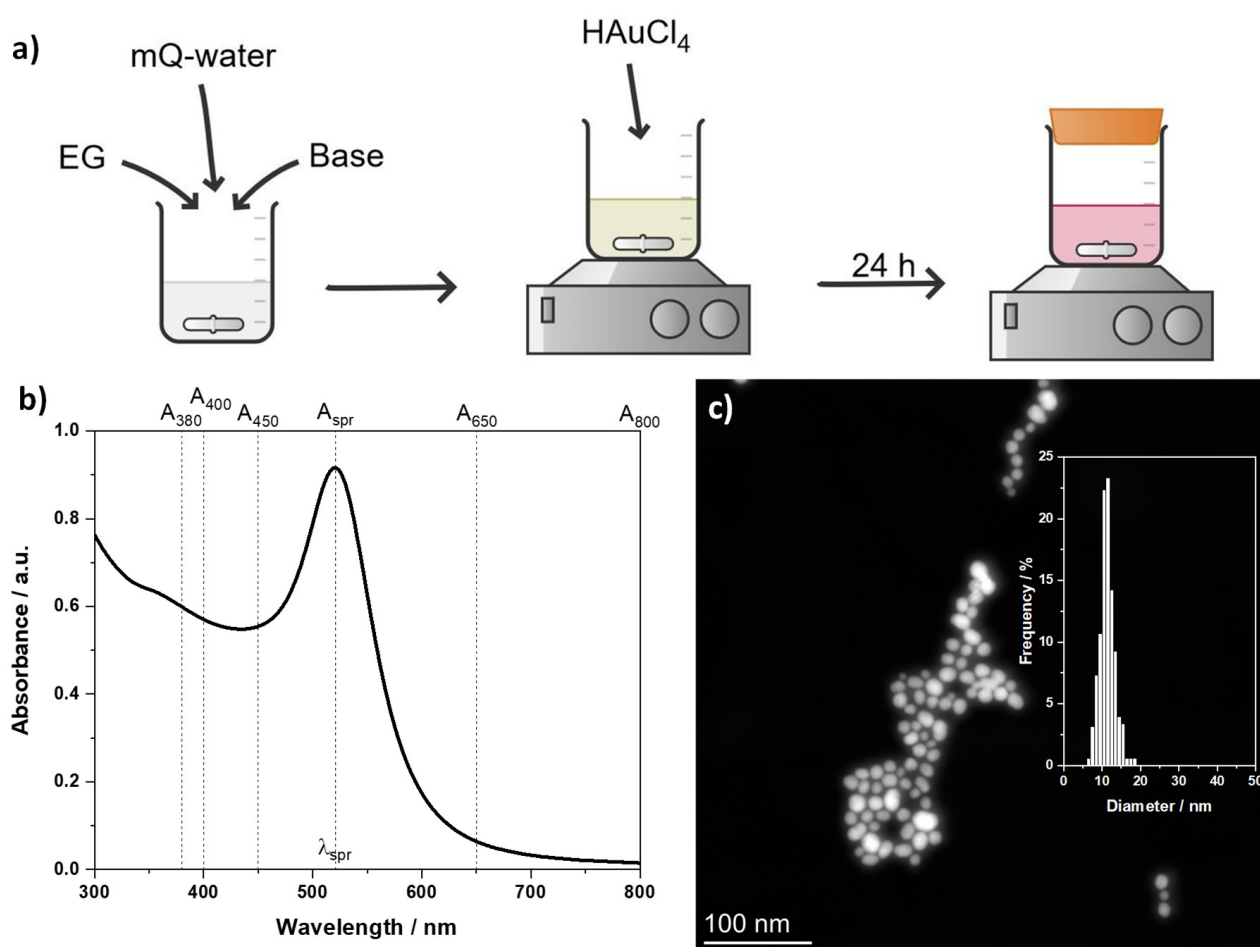 a)
mQ-water
EG
Base
HAuCl4
24 h
b)
A380
A400
A450
Aspr
A650
A800
1.0
0.8
0.6
0.4
0.2
0.0
Absorbance / a.u.
λspr
300
400
500
600
700
800
Wavelength / nm
c)
25
20
15
10
5
0
Frequency / %
0
10
20
30
40
50
Diameter / nm
100 nm